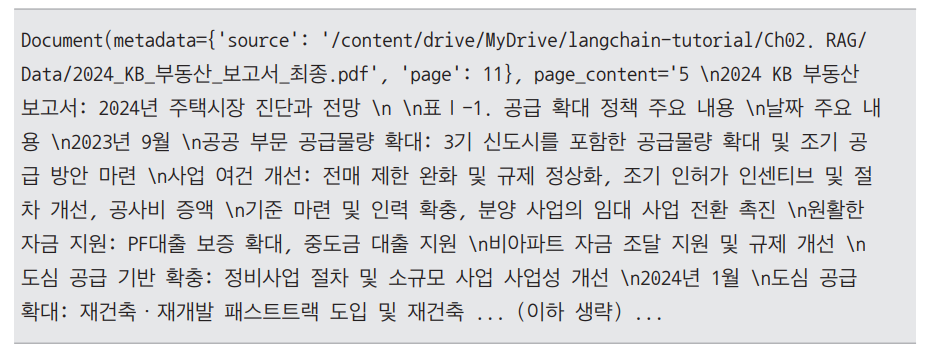 Document(metadata={'source': '/content/drive/MyDrive/langchain-tutorial/Ch02. RAG/
Data/2024_KB_부동산_보고서_최종.pdf', 'page': 11}, page_content='5 \n2024 KB 부동산
보고서: 2024년 주택시장 진단과 전망 \n \n표Ⅰ-1. 공급 확대 정책 주요 내용 \n날짜 주요 내
용 \n2023년 9월 \n공공 부문 공급물량 확대: 3기 신도시를 포함한 공급물량 확대 및 조기 공
급 방안 마련 \n사업 여건 개선: 전매 제한 완화 및 규제 정상화, 조기 인허가 인센티브 및 절
차 개선, 공사비 증액 \n기준 마련 및 인력 확충, 분양 사업의 임대 사업 전환 촉진 \n원활한
자금 지원: PF대출 보증 확대, 중도금 대출 지원 \n비아파트 자금 조달 지원 및 규제 개선 \n
도심 공급 기반 확충: 정비사업 절차 및 소규모 사업 사업성 개선 \n2024년 1월 \n도심 공급
확대: 재건축·재개발 패스트트랙 도입 및 재건축 ... (이하 생략) ...